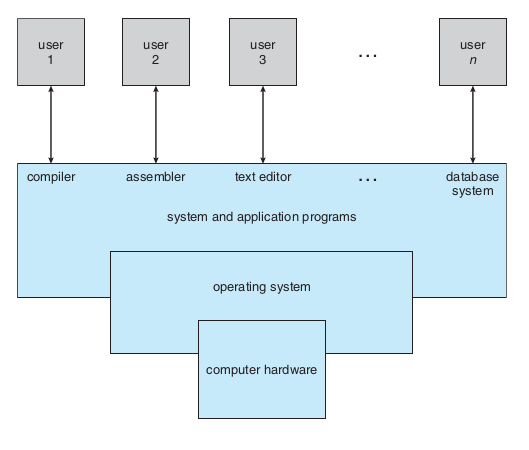 user
1
user
2
user
3
...
user
n
compiler
assembler
text editor
...
database
system
system and application programs
operating system
computer hardware